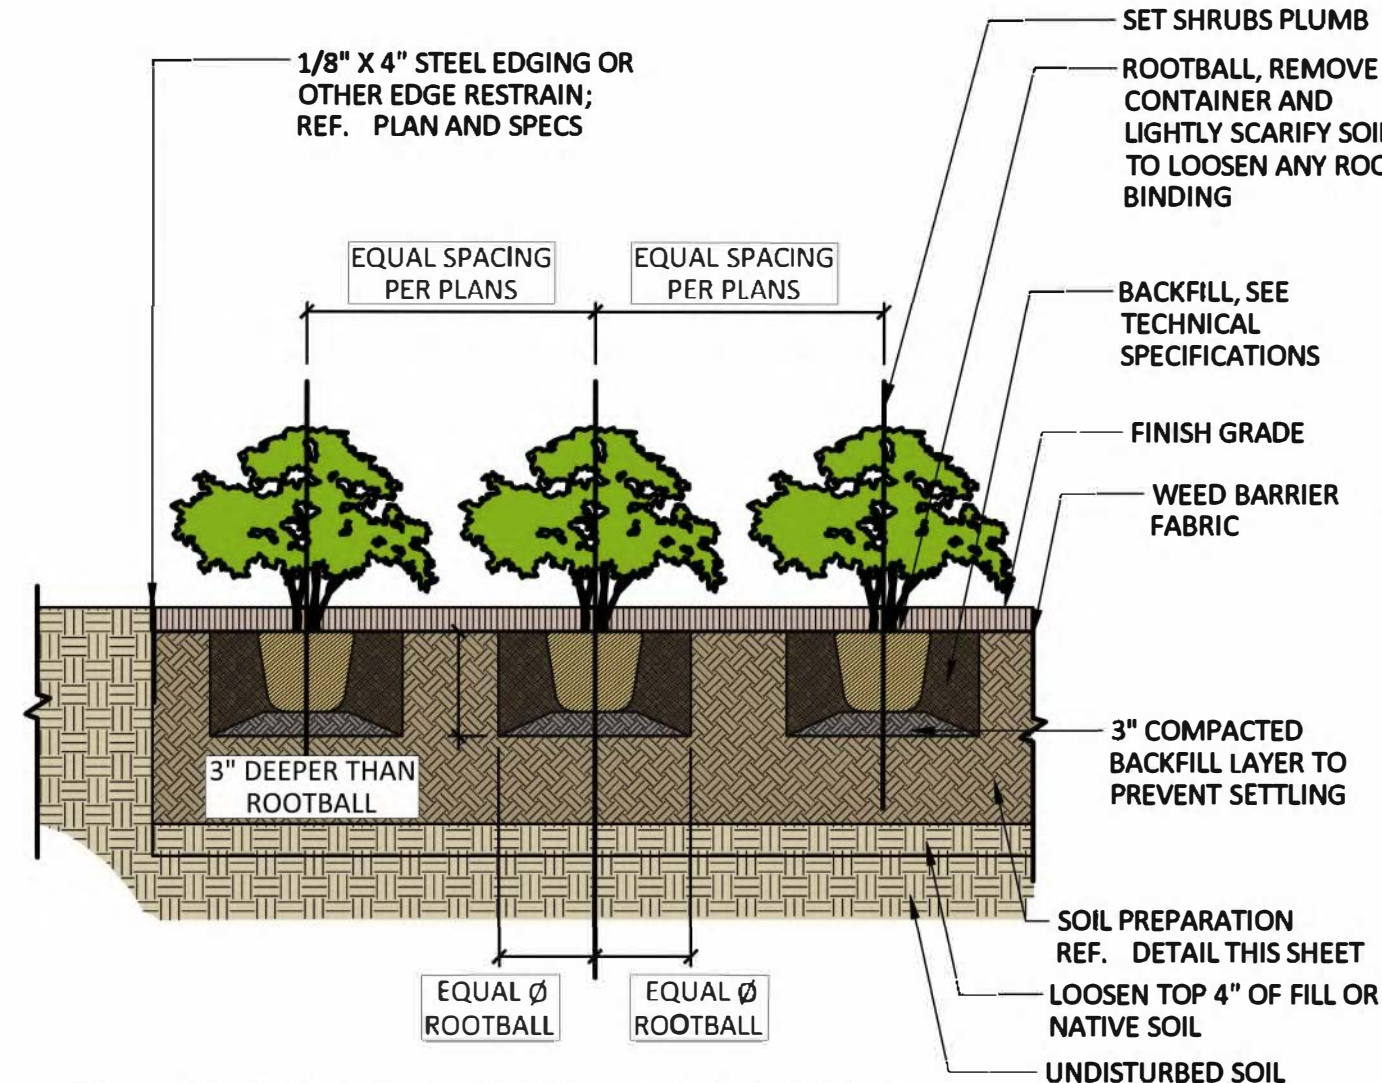 1/8" X 4" STEEL EDGING OR
OTHER EDGE RESTRAIN;
REF. PLAN AND SPECS
SET SHRUBS PLUMB
ROOTBALL, REMOVE
CONTAINER AND
LIGHTLY SCARIFY
TO LOOSEN ANY
BINDING
EQUAL SPACING
PER PLANS
EQUAL SPACING
PER PLANS
BACKFILL, SEE
TECHNICAL
SPECIFICATIONS
FINISH GRADE
WEED BARRIER
FABRIC
3" DEEPER THAN
ROOTBALL
3" COMPACTED
BACKFILL LAYER TO
PREVENT SETTLING
SOIL PREPARATION
REF. DETAIL THIS SHEET
EQUAL Ø
ROOTBALL
EQUAL Ø
ROOTBALL
LOOSEN TOP 4" OF FILL OR
NATIVE SOIL
UNDISTURBED SOIL